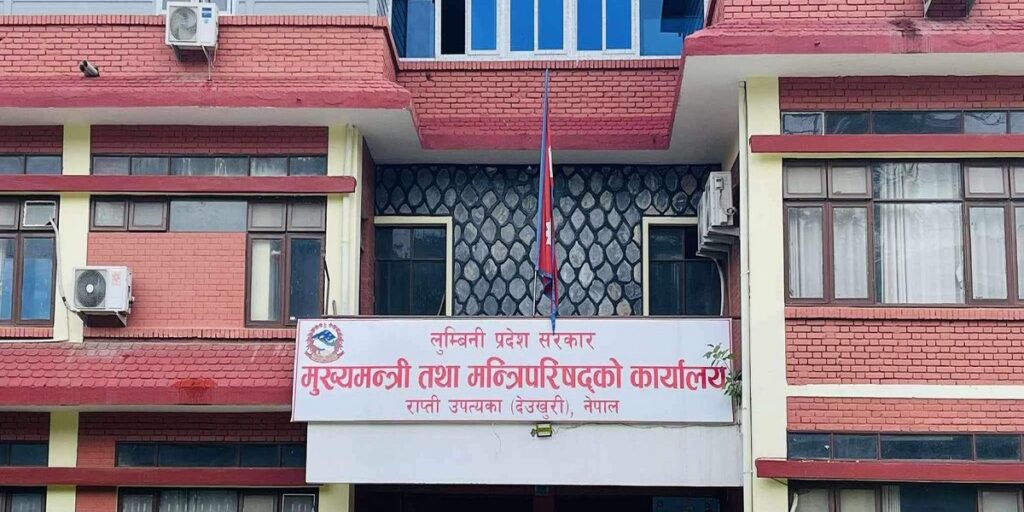 लुम्बिनी प्रदेश सरकार
मुख्यमन्त्री तथा मन्त्रिपरिषद्को कार्यालय
राप्ती उपत्यका (देउखुरी), नेपाल